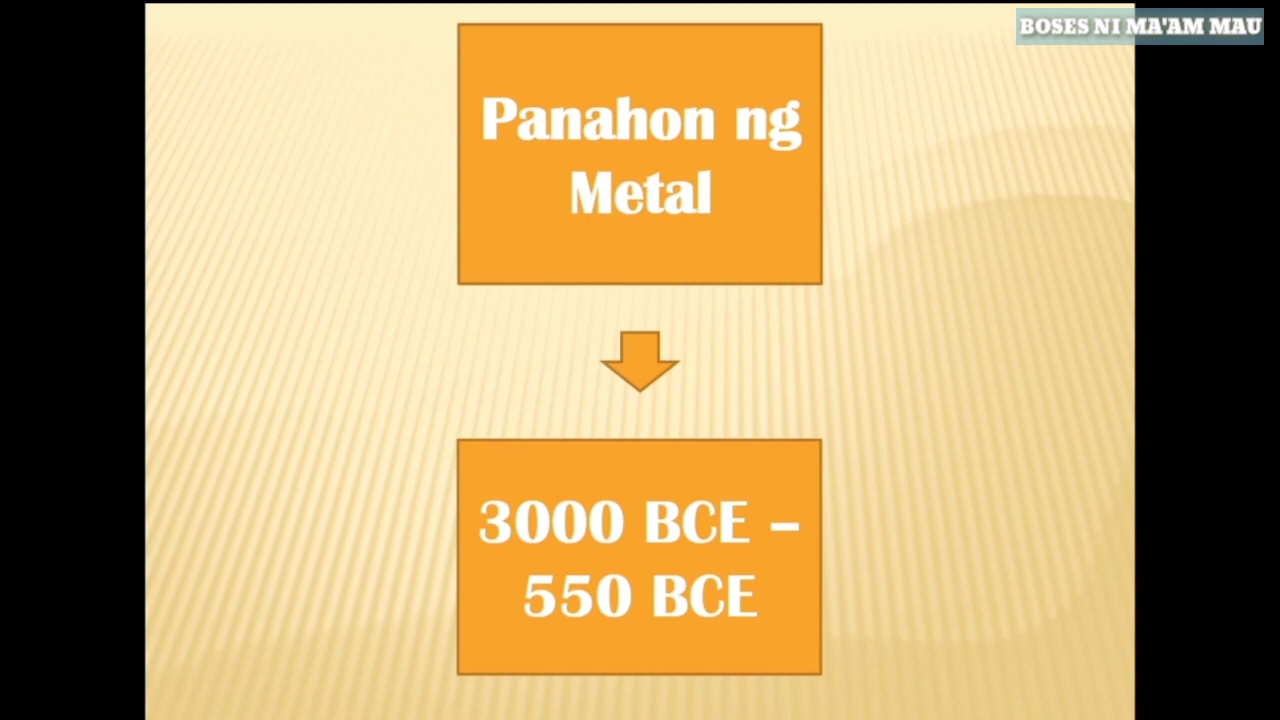 BOSES NI MA'AM MAU
Panahon ng
Metal
3000 BCE –
550 BCE